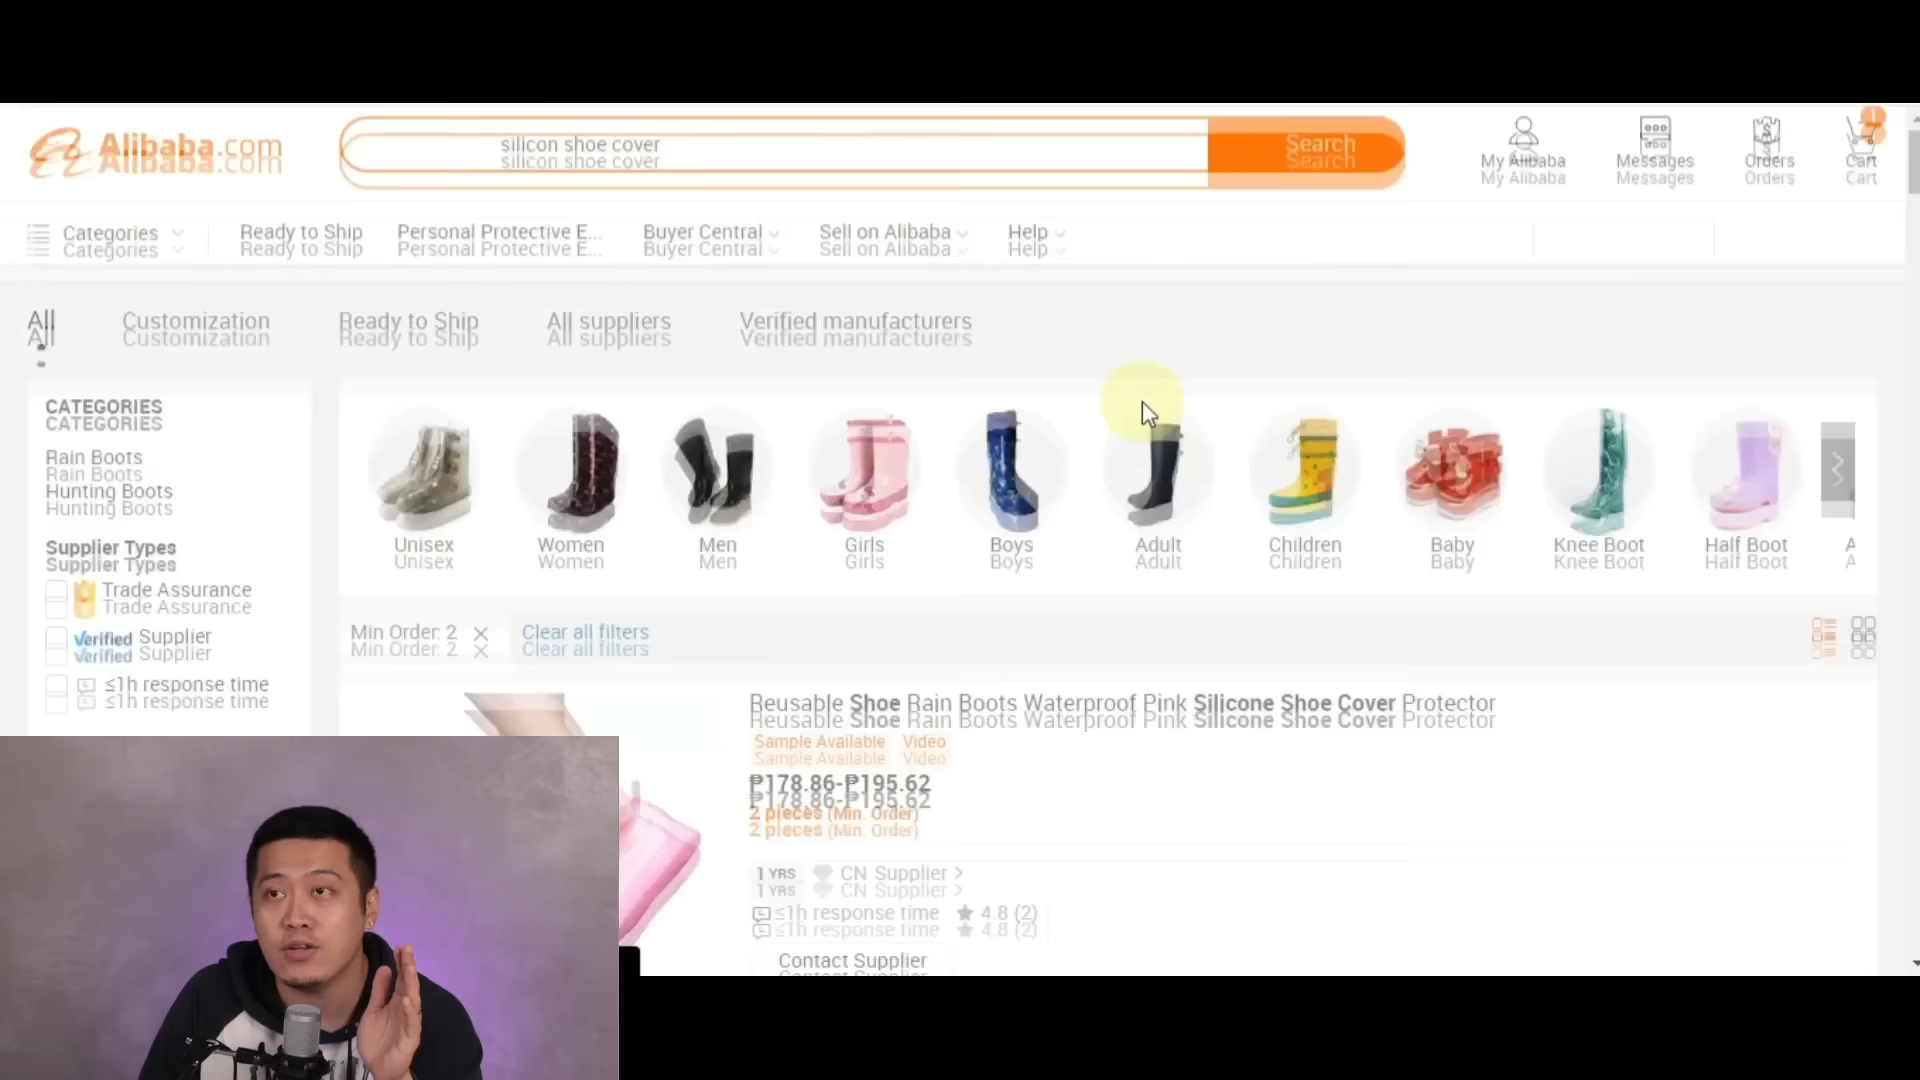 Alibaba.com
silicon shoe cover
Search
My Alibaba
Messages
Orders
1
Cart
Categories
Ready to Ship
Personal Protective E...
Buyer Central
Sell on Alibaba
Help
All
Customization
Ready to Ship
All suppliers
Verified manufacturers
CATEGORIES
Rain Boots
Hunting Boots
Supplier Types
Trade Assurance
Verified Supplier
≤1h response time
Unisex
Women
Men
Girls
Boys
Adult
Children
Baby
Knee Boot
Half Boot
A
Min Order: 2
Clear all filters
Reusable Shoe Rain Boots Waterproof Pink Silicone Shoe Cover Protector
Sample Available Video
₱178.86-₱195.62
2 pieces (Min. Order)
1 YRS CN Supplier >
≤1h response time ★ 4.8 (2)
Contact Supplier